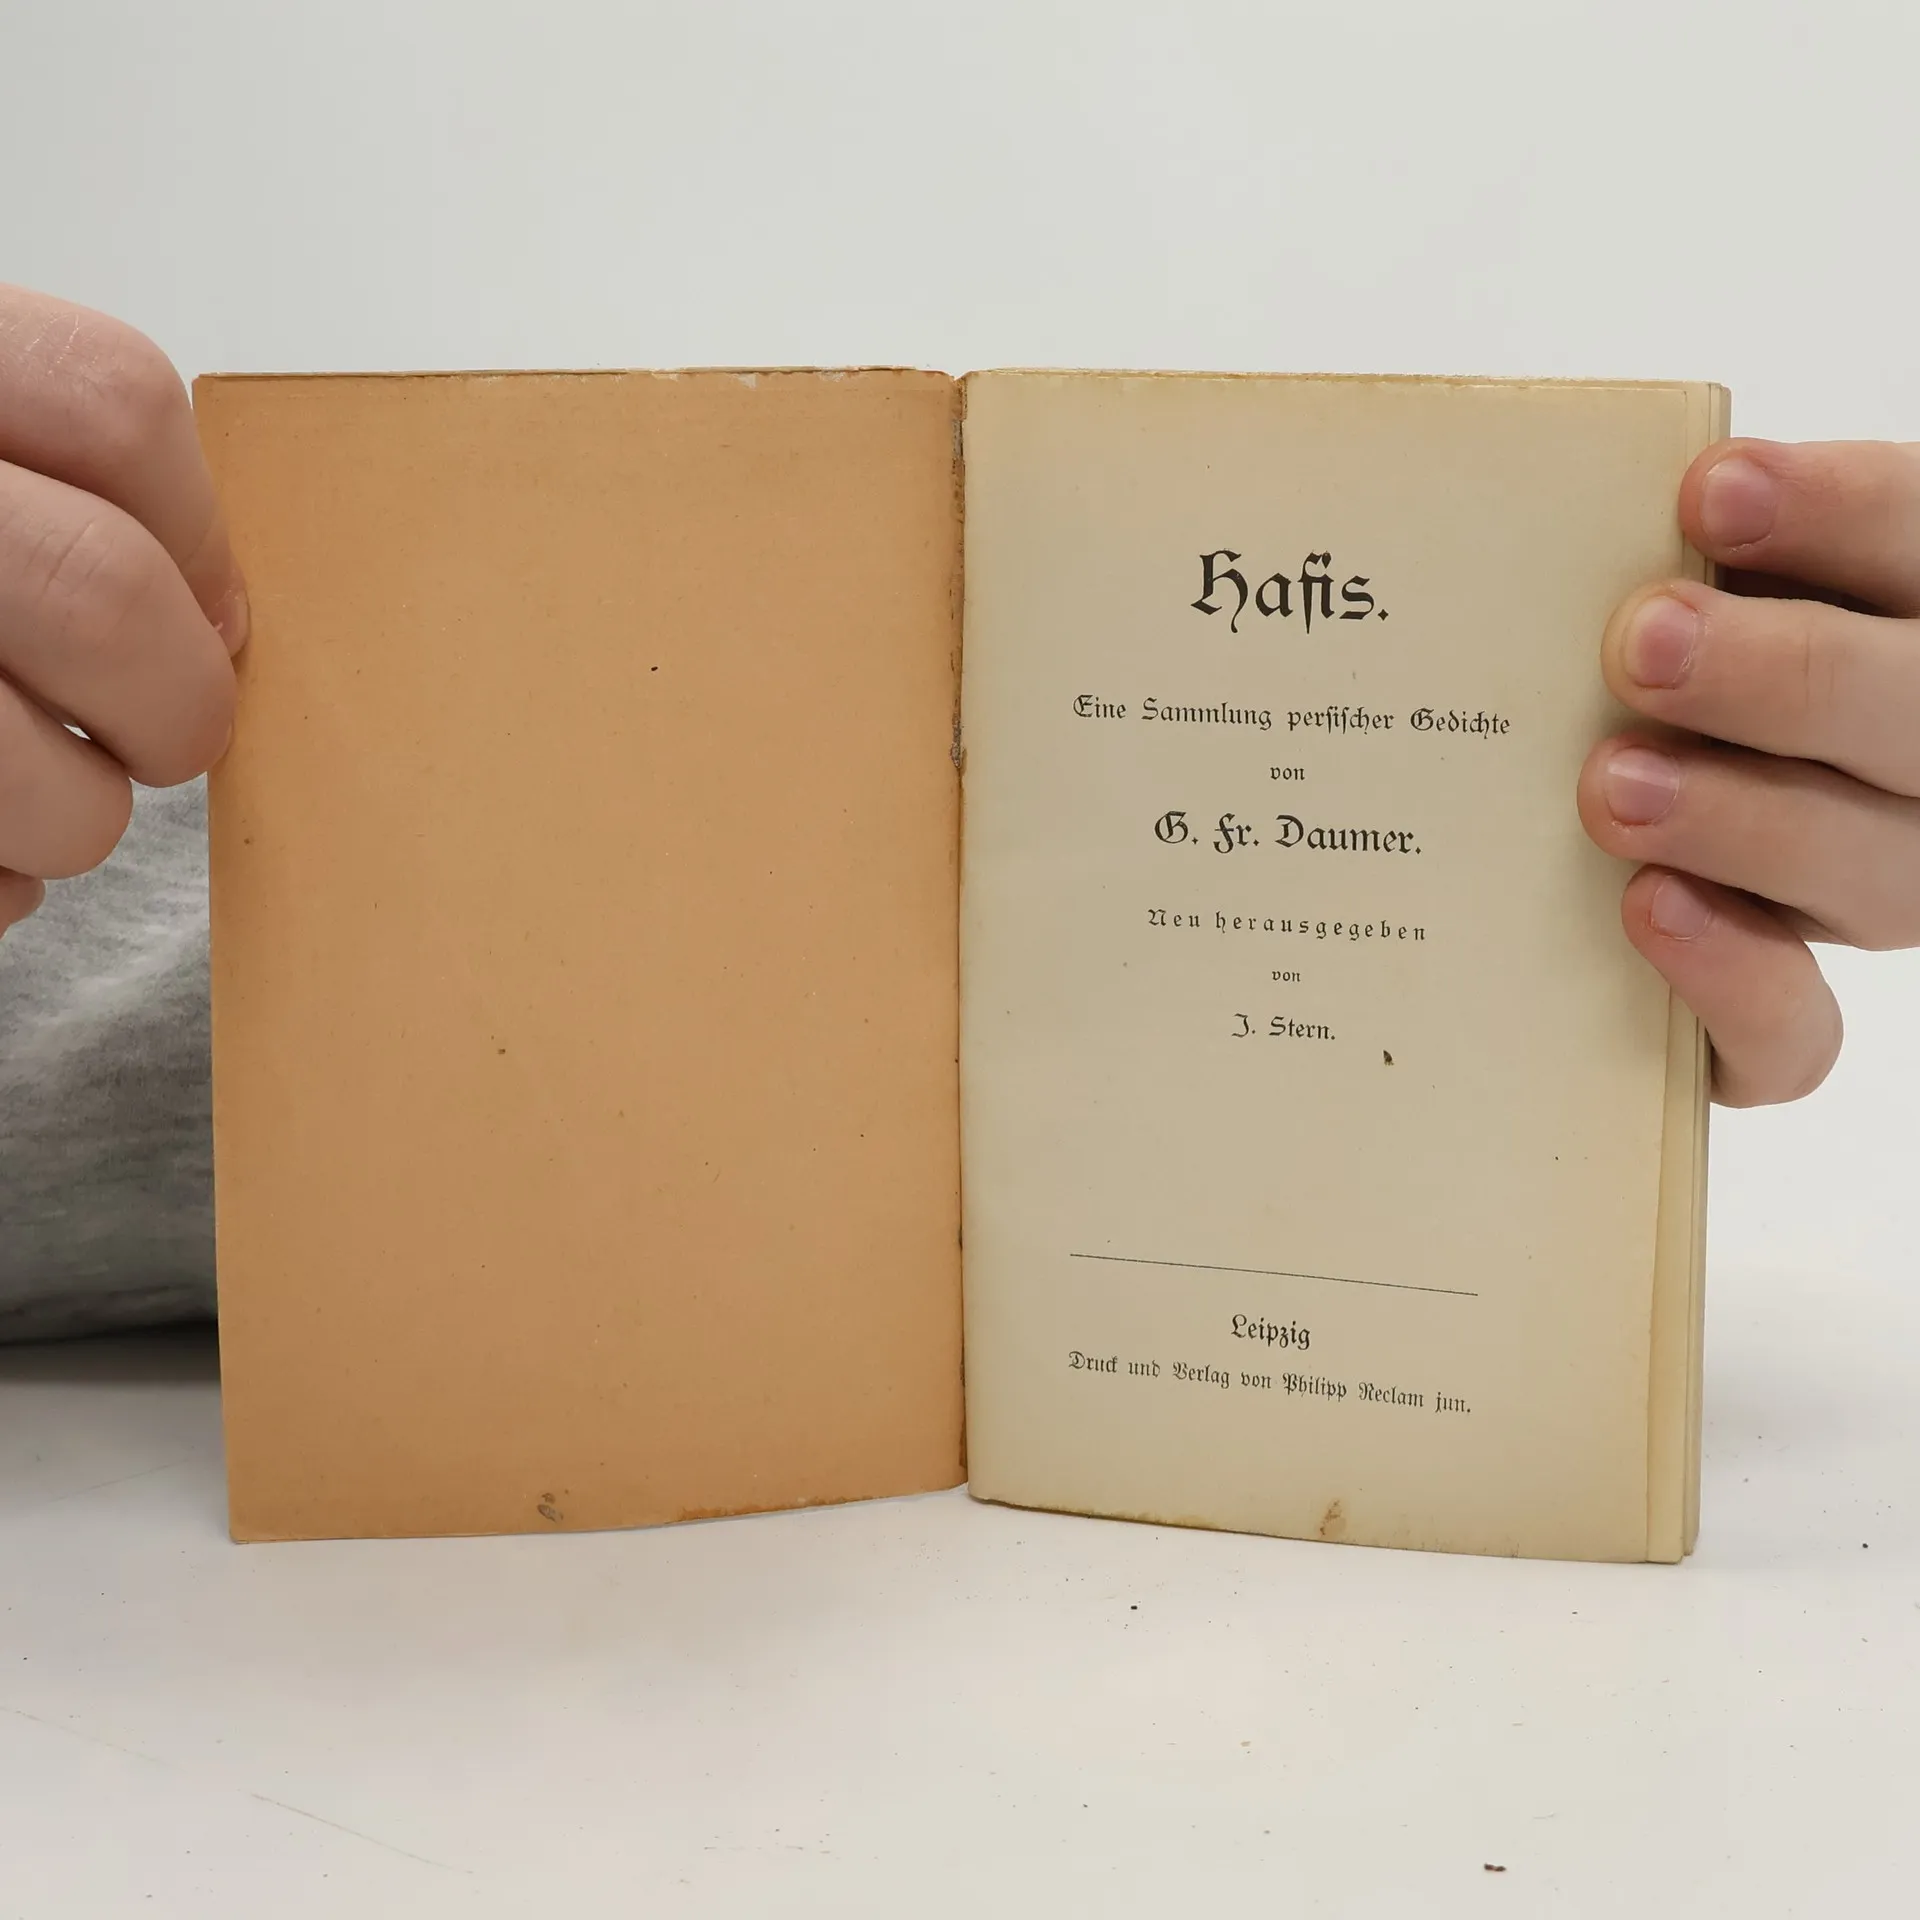 Hafis.
Eine Sammlung persischer Gedichte
von
G. Fr. Daumer.
Neu herausgegeben
von
J. Stern.
Leipzig
Druck und Verlag von Philipp Reclam jun.